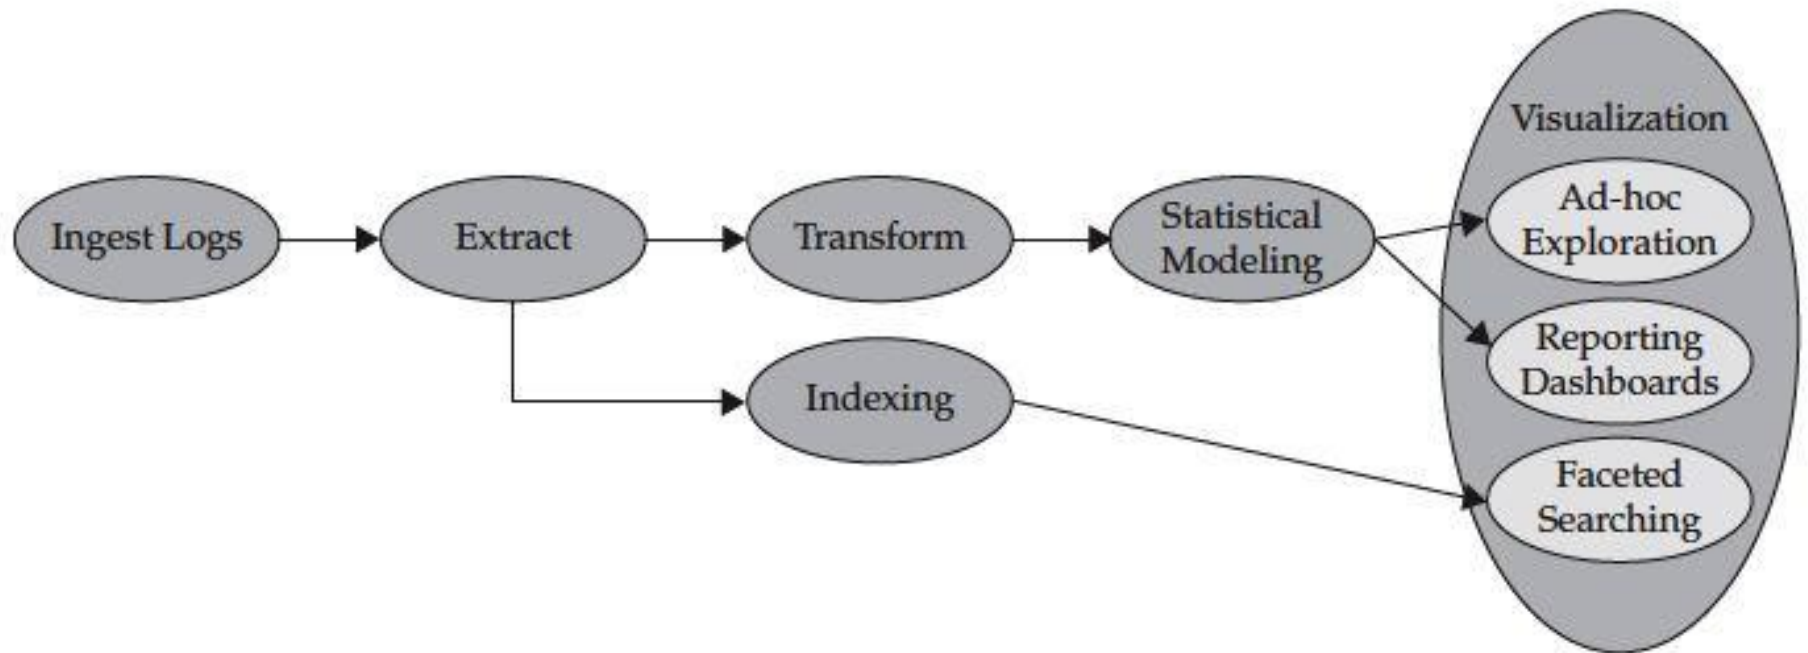 Ingest Logs
Extract
Transform
Statistical
Modeling
Indexing
Visualization
Ad-hoc
Exploration
Reporting
Dashboards
Faceted
Searching